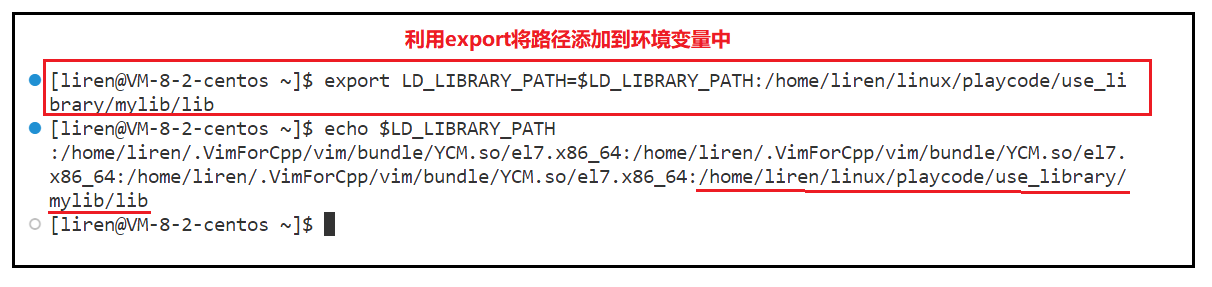 利用export将路径添加到环境变量中
[liren@VM-8-2-centos ~]$ export LD_LIBRARY_PATH=$LD_LIBRARY_PATH:/home/liren/linux/playcode/use_li
brary/mylib/lib
[liren@VM-8-2-centos ~]$ echo $LD_LIBRARY_PATH
:/home/liren/.VimForCpp/vim/bundle/YCM.so/el7.x86_64:/home/liren/.VimForCpp/vim/bundle/YCM.so/el7.
x86_64:/home/liren/.VimForCpp/vim/bundle/YCM.so/el7.x86_64:/home/liren/linux/playcode/use_library/
mylib/lib
[liren@VM-8-2-centos ~]$